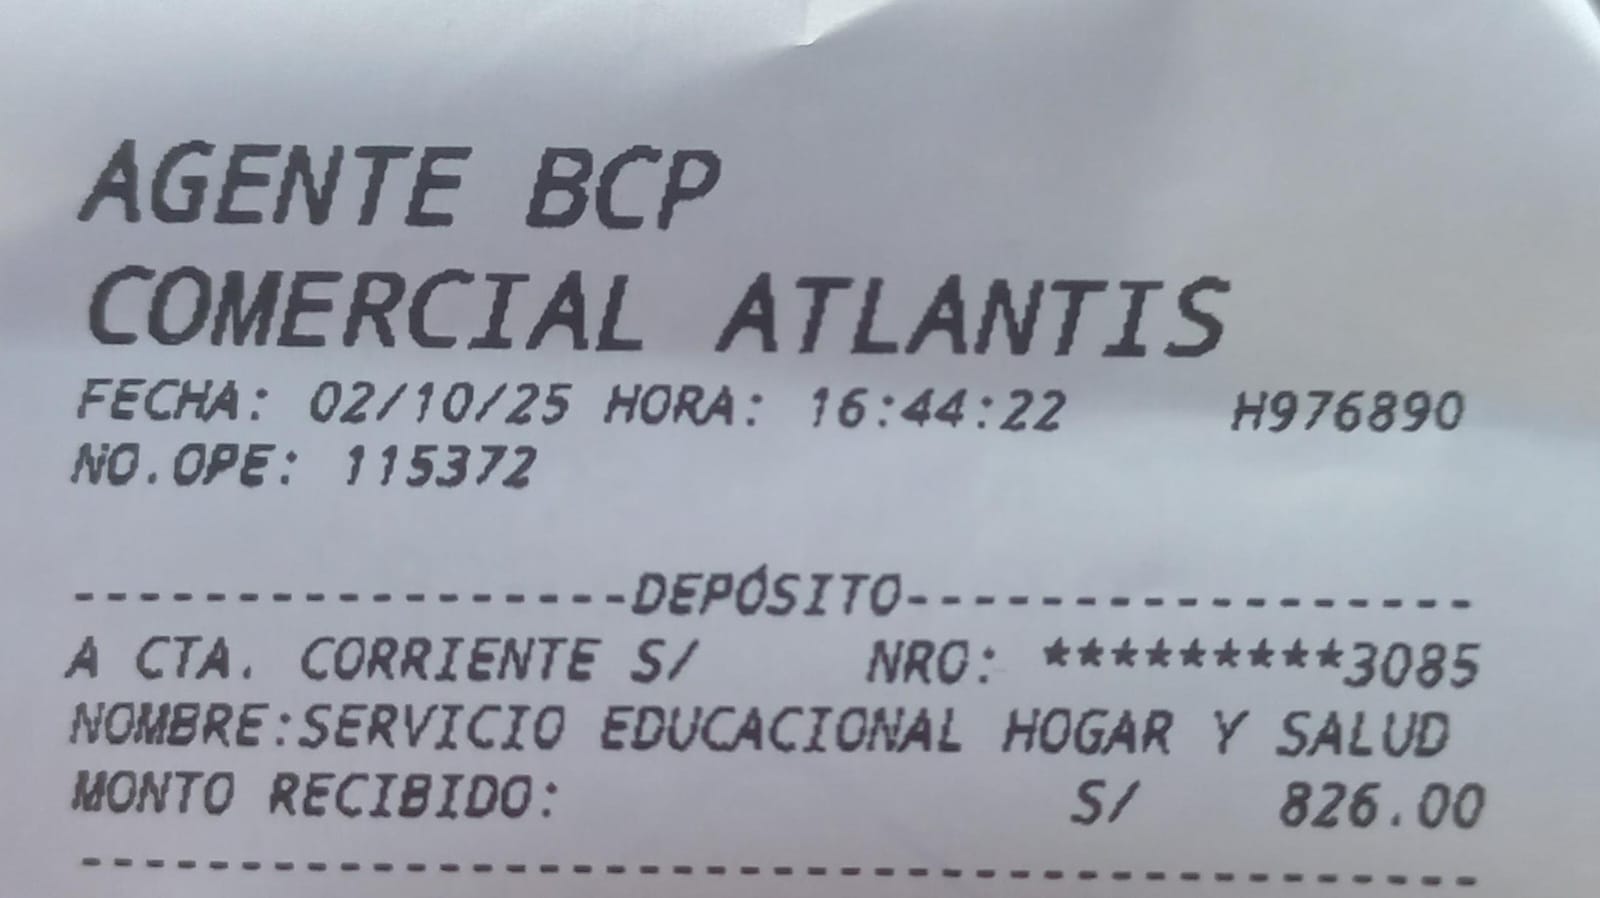 AGENTE BCP
COMERCIAL ATLANTIS
FECHA: 02/10/25 HORA: 16:44:22 H976890
NO.OPE: 115372
------------------DEPÓSITO------------------
A CTA. CORRIENTE S/ NRO: *********3085
NOMBRE:SERVICIO EDUCACIONAL HOGAR Y SALUD
MONTO RECIBIDO: S/ 826.00
--------------------------------------------